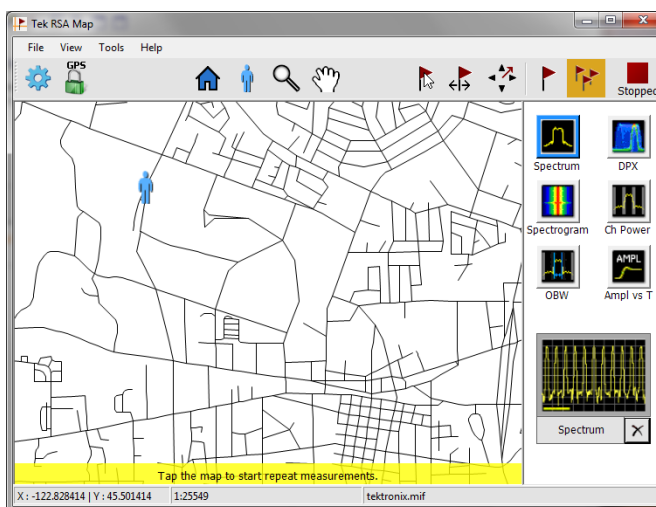 Tek RSA Map
File View Tools Help
GPS
Stopped
Spectrum DPX
Spectrogram Ch Power
AMPL
OBW Ampl vs T
Spectrum
Tap the map to start repeat measurements.
X : -122.828414 | Y : 45.501414 1:25549 tektronix.mif